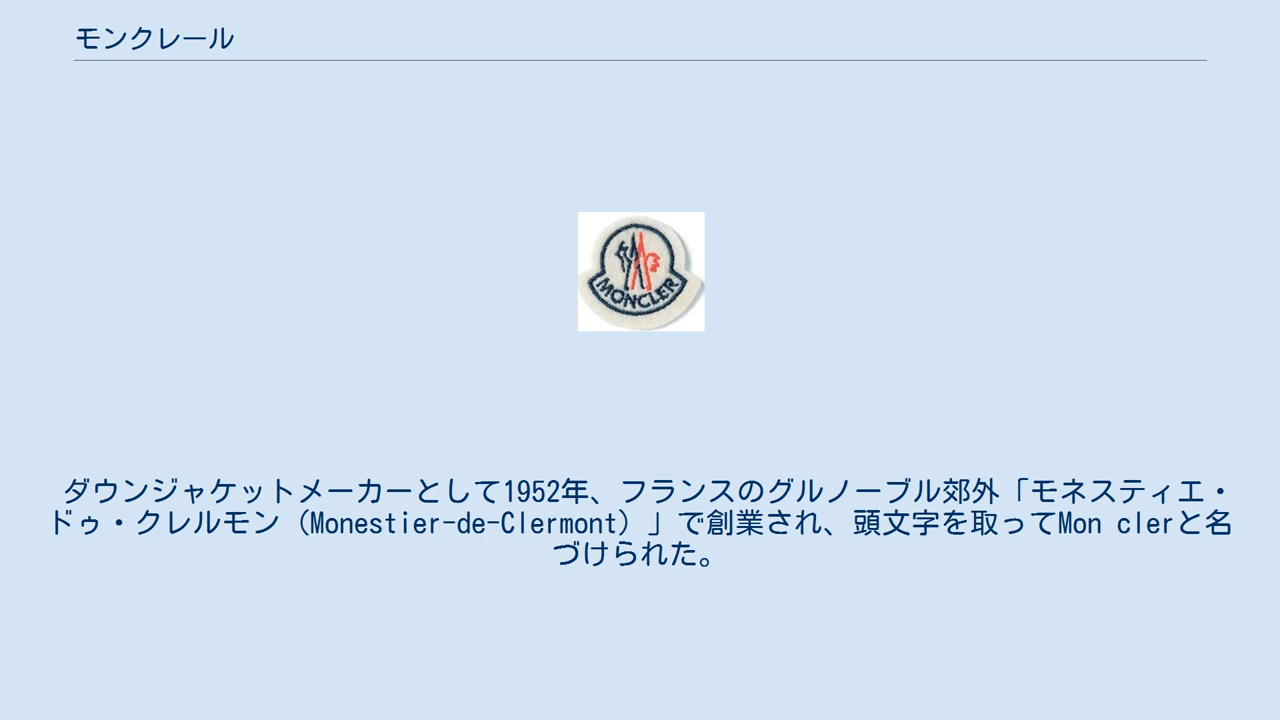 モンクレール
MONCLER
ダウンジャケットメーカーとして1952年、フランスのグルノーブル郊外「モネスティエ・
ドゥ・クレルモン（Monestier-de-Clermont）」で創業され、頭文字を取ってMon clerと名
づけられた。